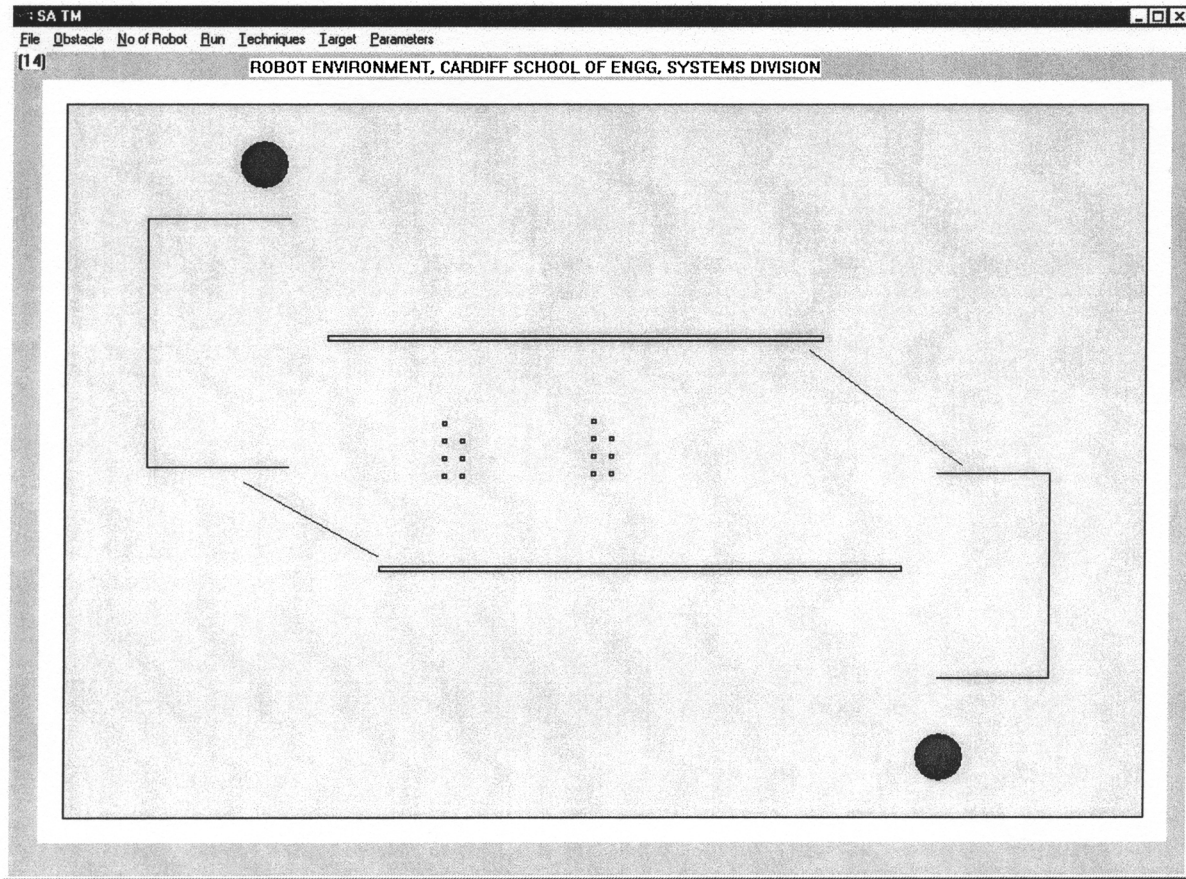 SA TM
File Obstacle No of Robot Run Techniques Target Parameters
[14]
ROBOT ENVIRONMENT, CARDIFF SCHOOL OF ENGG, SYSTEMS DIVISION